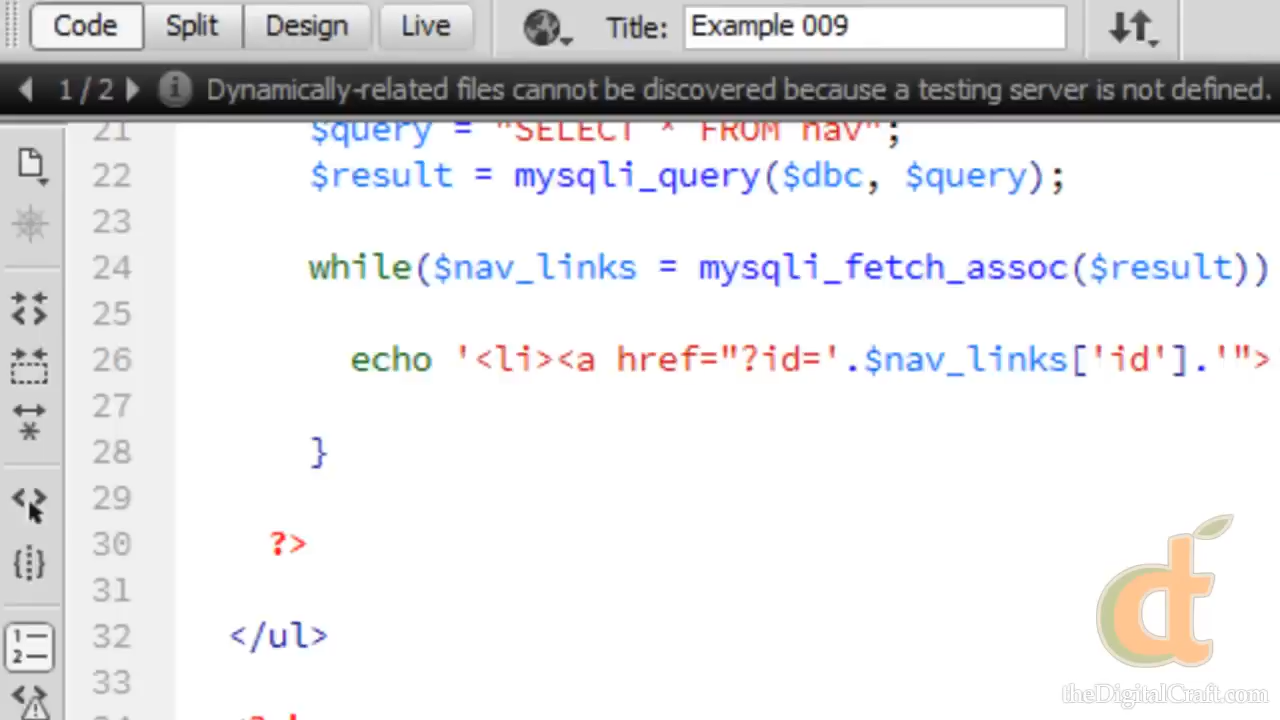 Code Split Design Live Title: Example 009
1 / 2 Dynamically-related files cannot be discovered because a testing server is not defined.
21 $query = "SELECT * FROM nav";
22 $result = mysqli_query($dbc, $query);
23
24 while($nav_links = mysqli_fetch_assoc($result))
25
26 echo '<li><a href="?id='.$nav_links['id'].'">
27
28 }
29
30 ?>
31
32 </ul>
33
theDigitalCraft.com